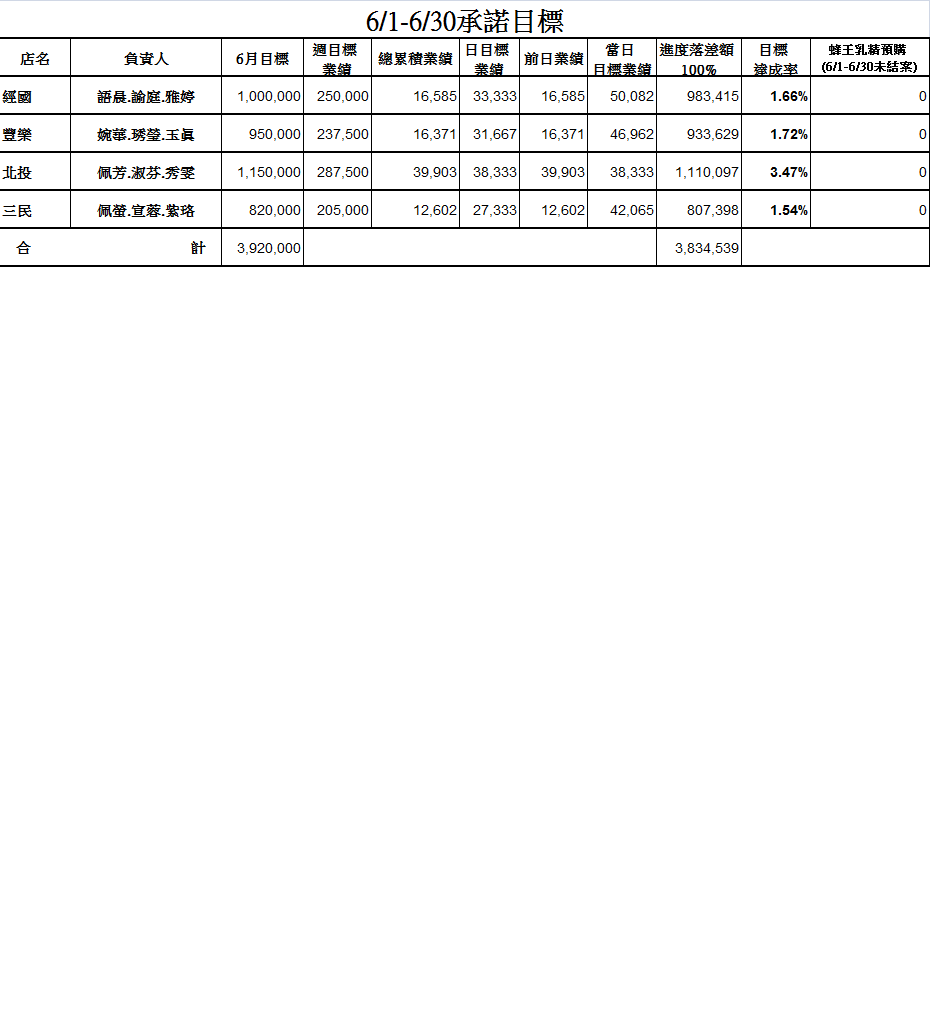 6/1-6/30承諾目標
店名 負責人 6月目標 週目標業績 總累積業績 日目標業績 前日業績 當日目標業績 進度落差額100% 目標達成率 蜂王乳精預購(6/1-6/30未結案)
經國 語晨.諭庭.雅婷 1,000,000 250,000 16,585 33,333 16,585 50,082 983,415 1.66% 0
豐樂 婉華.琇瑩.玉眞 950,000 237,500 16,371 31,667 16,371 46,962 933,629 1.72% 0
北投 佩芳.淑芬.秀雯 1,150,000 287,500 39,903 38,333 39,903 38,333 1,110,097 3.47% 0
三民 佩螢.宣蓉.紫珞 820,000 205,000 12,602 27,333 12,602 42,065 807,398 1.54% 0
合 計 3,920,000 3,834,539